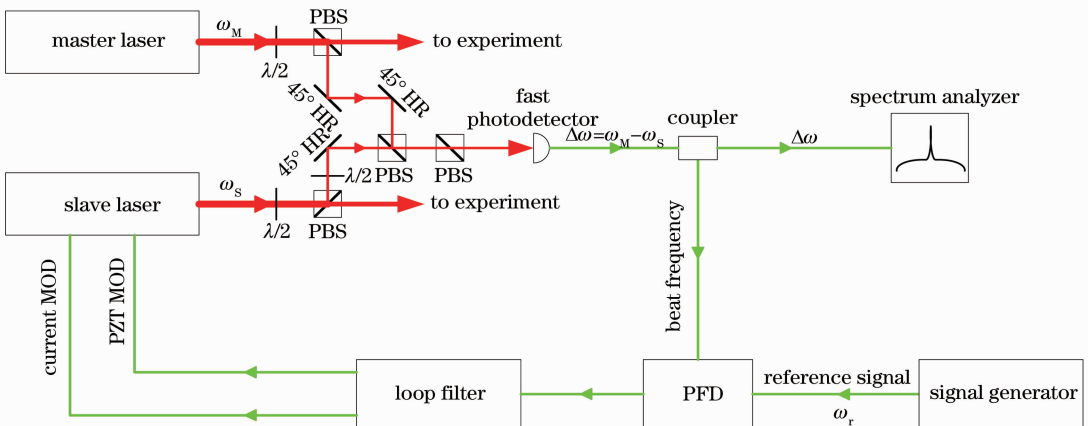 master laser
ω_M
PBS
to experiment
λ/2
45° HR
45° HR
fast
photodetector
coupler
spectrum analyzer
Δω=ω_M−ω_S
Δω
45° HR
λ/2
PBS
PBS
slave laser
ω_S
to experiment
λ/2
PBS
current MOD
PZT MOD
beat frequency
loop filter
PFD
reference signal
ω_r
signal generator